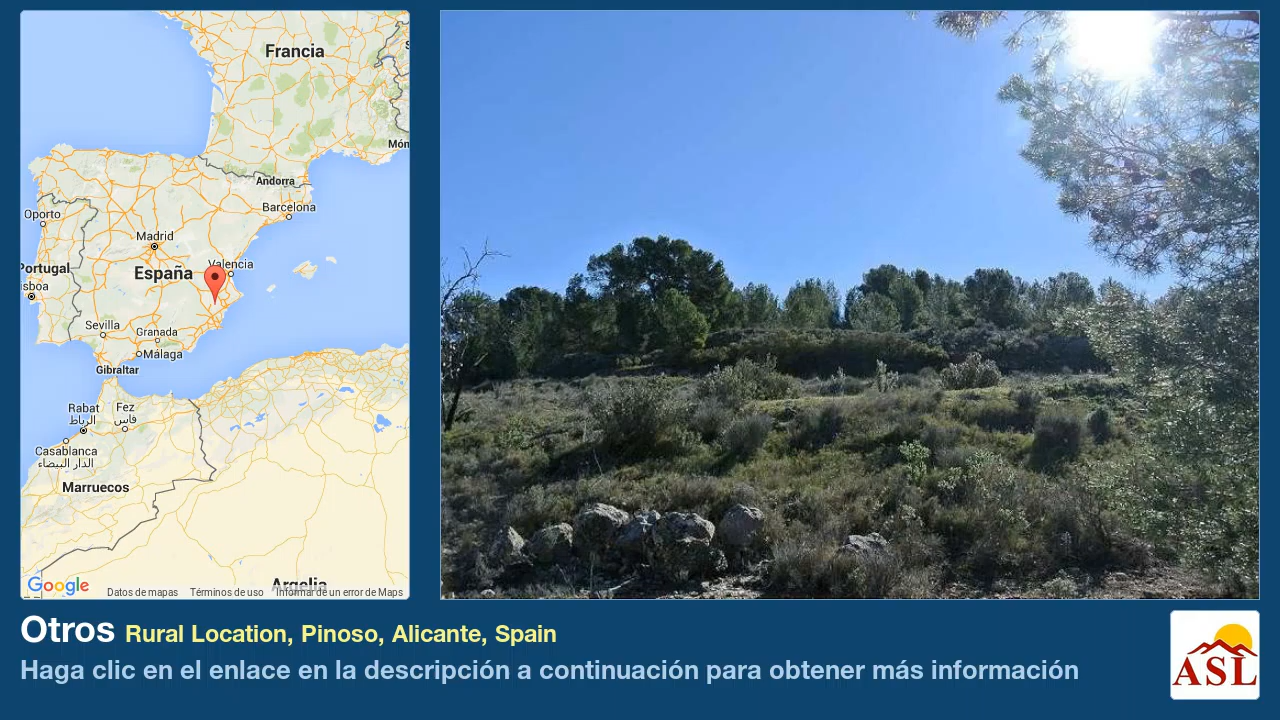 Francia
Món
Andorra
Barcelona
Oporto
Madrid
Valencia
España
Portugal
isboa
Sevilla
Granada
Málaga
Gibraltar
Rabat
الرباط
Fez
فاس
Casablanca
الدار البيضاء
Marruecos
Argelia
Google
Datos de mapas
Términos de uso
Informar de un error de Maps
Otros Rural Location, Pinoso, Alicante, Spain
Haga clic en el enlace en la descripción a continuación para obtener más información
ASL